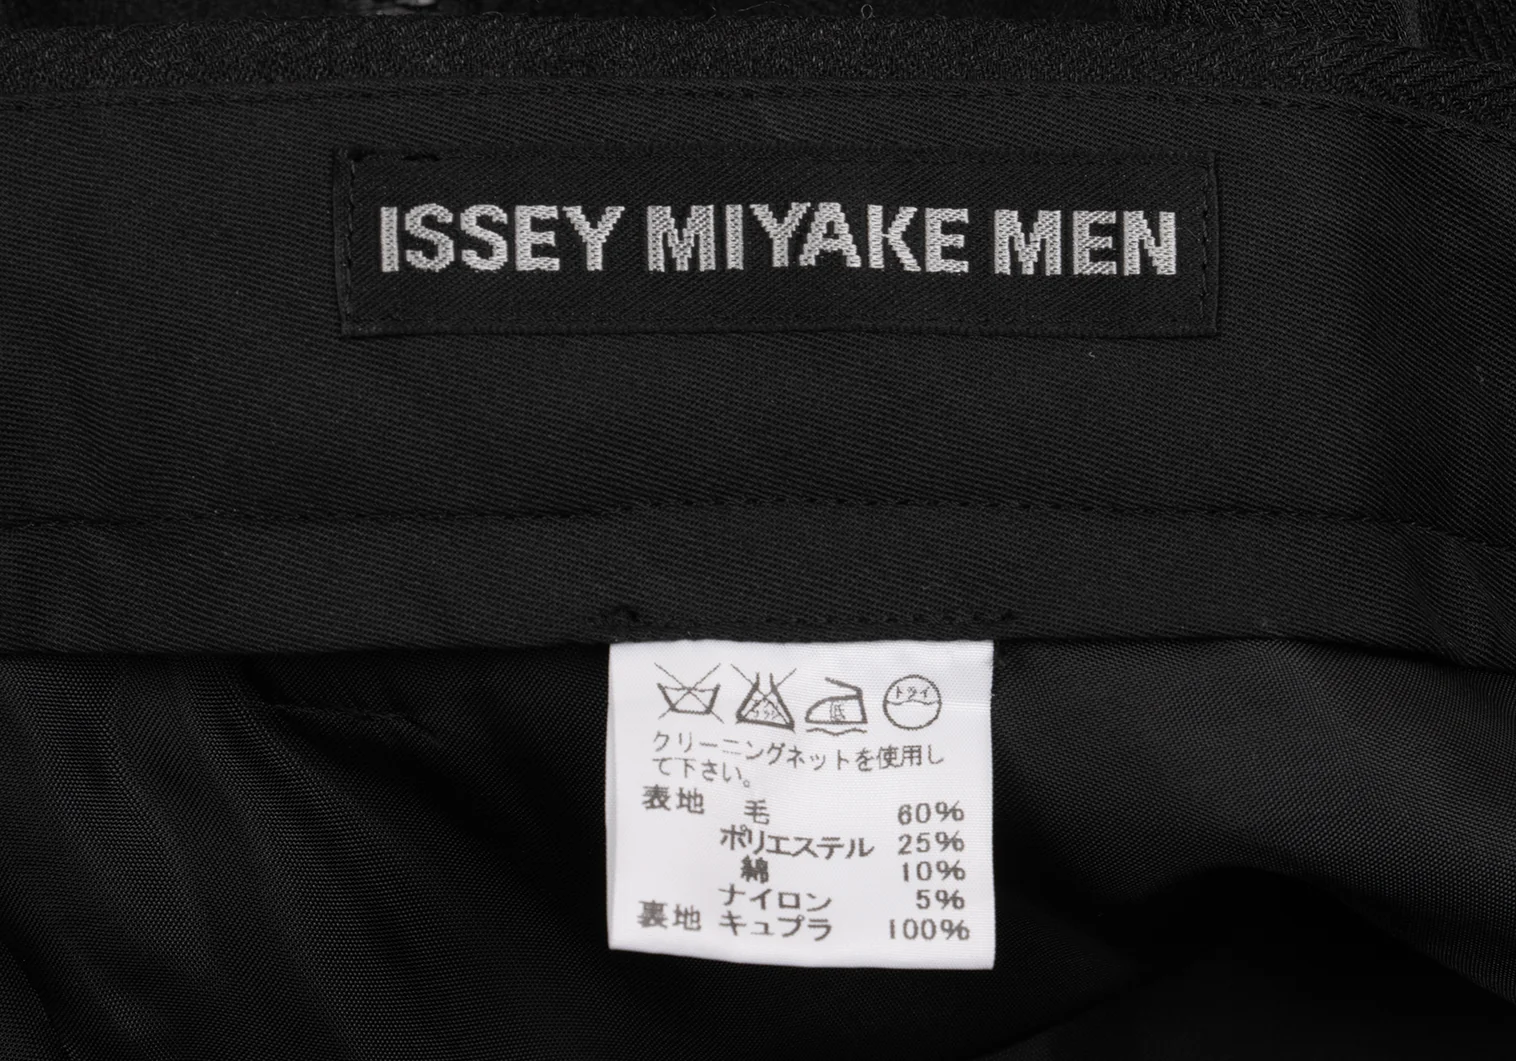 ISSEY MIYAKE MEN
低 ドライ
クリーニングネットを使用し
て下さい。
表地 毛 60%
ポリエステル 25%
綿 10%
ナイロン 5%
裏地 キュプラ 100%